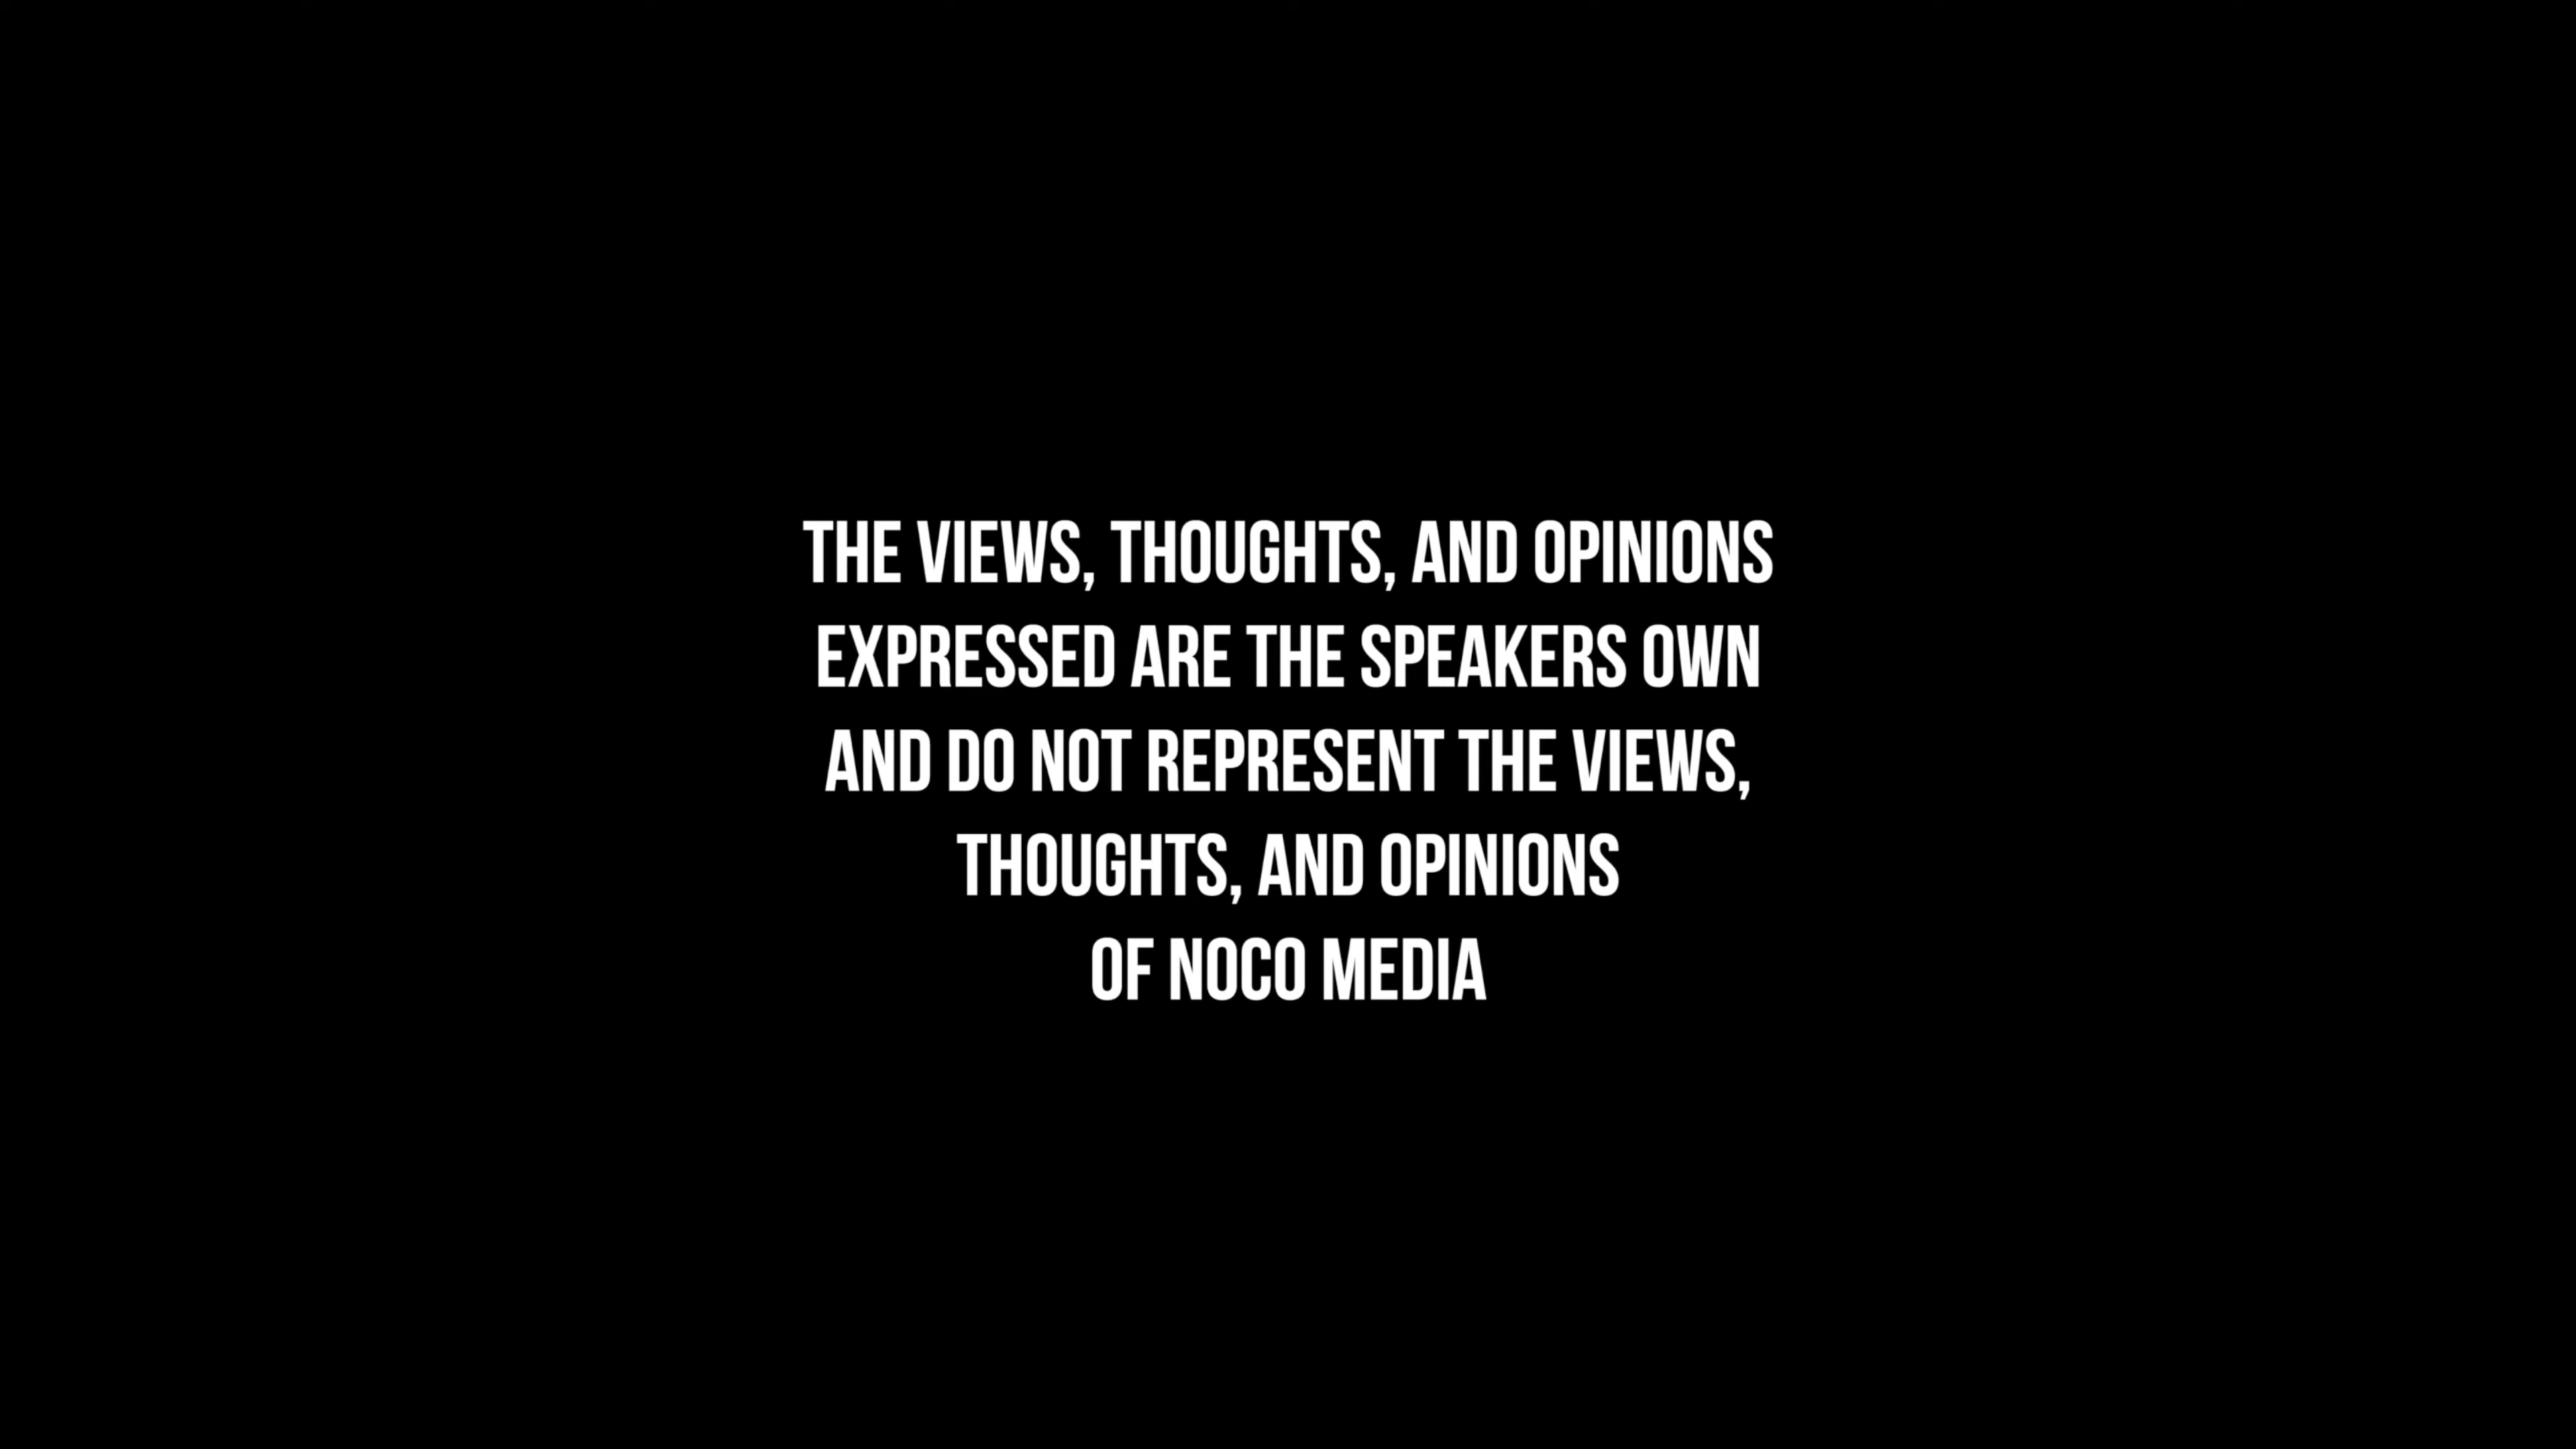 THE VIEWS, THOUGHTS, AND OPINIONS
EXPRESSED ARE THE SPEAKERS OWN
AND DO NOT REPRESENT THE VIEWS,
THOUGHTS, AND OPINIONS
OF NOCO MEDIA